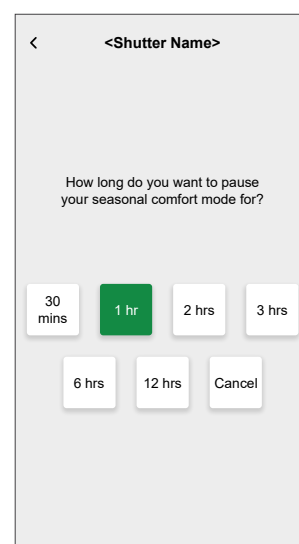 <Shutter Name>
How long do you want to pause
your seasonal comfort mode for?
30
mins
1 hr
2 hrs
3 hrs
6 hrs
12 hrs
Cancel